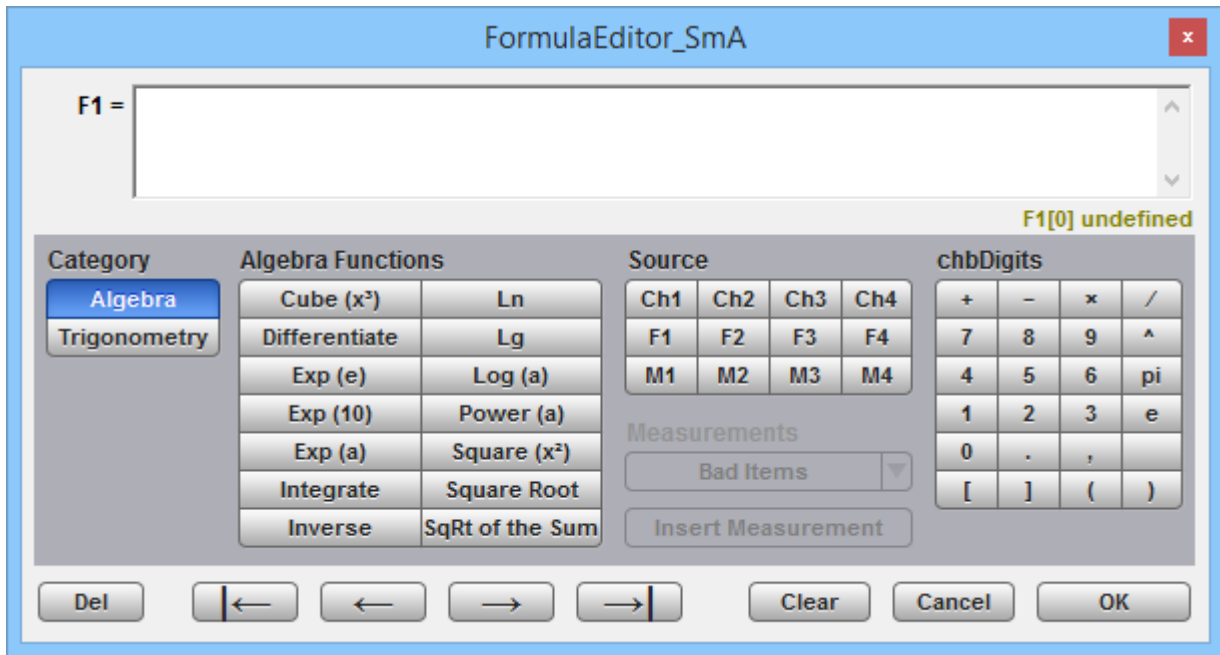 FormulaEditor_SmA
x
F1 =
F1[0] undefined
Category
Algebra
Trigonometry
Algebra Functions
Cube (x³) Ln
Differentiate Lg
Exp (e) Log (a)
Exp (10) Power (a)
Exp (a) Square (x²)
Integrate Square Root
Inverse SqRt of the Sum
Source
Ch1 Ch2 Ch3 Ch4
F1 F2 F3 F4
M1 M2 M3 M4
Measurements
Bad Items
Insert Measurement
chbDigits
+ − × /
7 8 9 ^
4 5 6 pi
1 2 3 e
0 . ,
[ ] ( )
Del |← ← → →| Clear Cancel OK